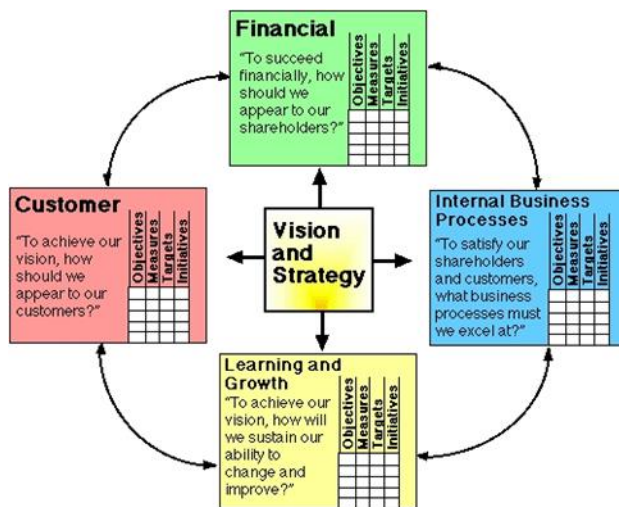 Financial
"To succeed
financially, how
should we
appear to our
shareholders?"
Objectives
Measures
Targets
Initiatives
Customer
"To achieve our
vision, how
should we
appear to our
customers?"
Objectives
Measures
Targets
Initiatives
Vision
and
Strategy
Internal Business
Processes
"To satisfy our
shareholders
and customers,
what business
processes must
we excel at?"
Objectives
Measures
Targets
Initiatives
Learning and
Growth
"To achieve our
vision, how will
we sustain our
ability to
change and
improve?"
Objectives
Measures
Targets
Initiatives